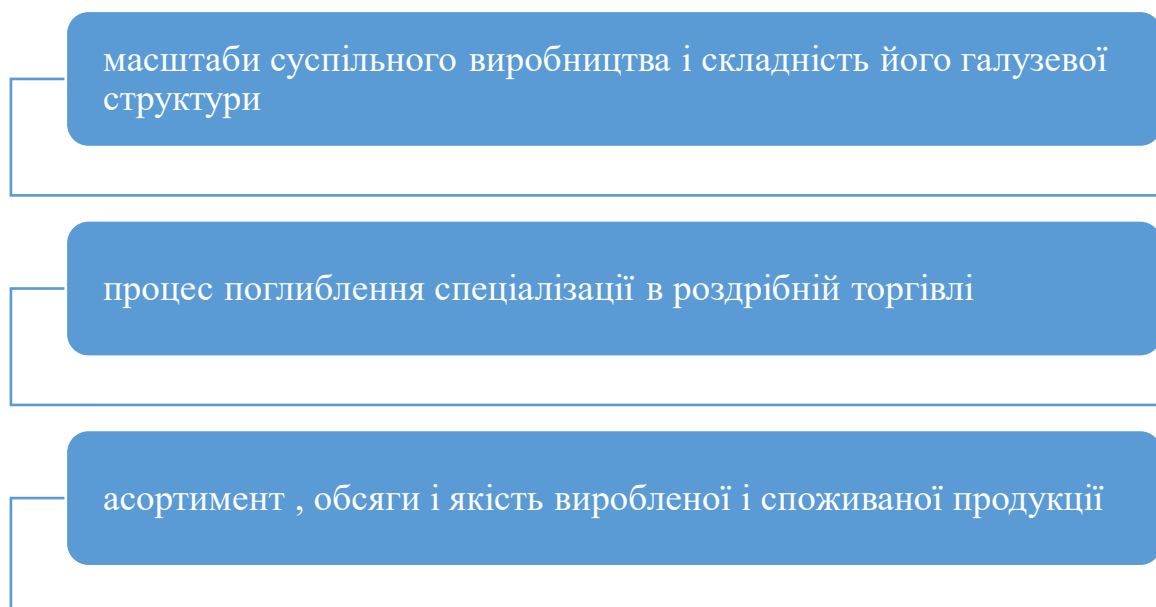 масштаби суспільного виробництва і складність його галузевої
структури
процес поглиблення спеціалізації в роздрібній торгівлі
асортимент , обсяги і якість виробленої і споживаної продукції